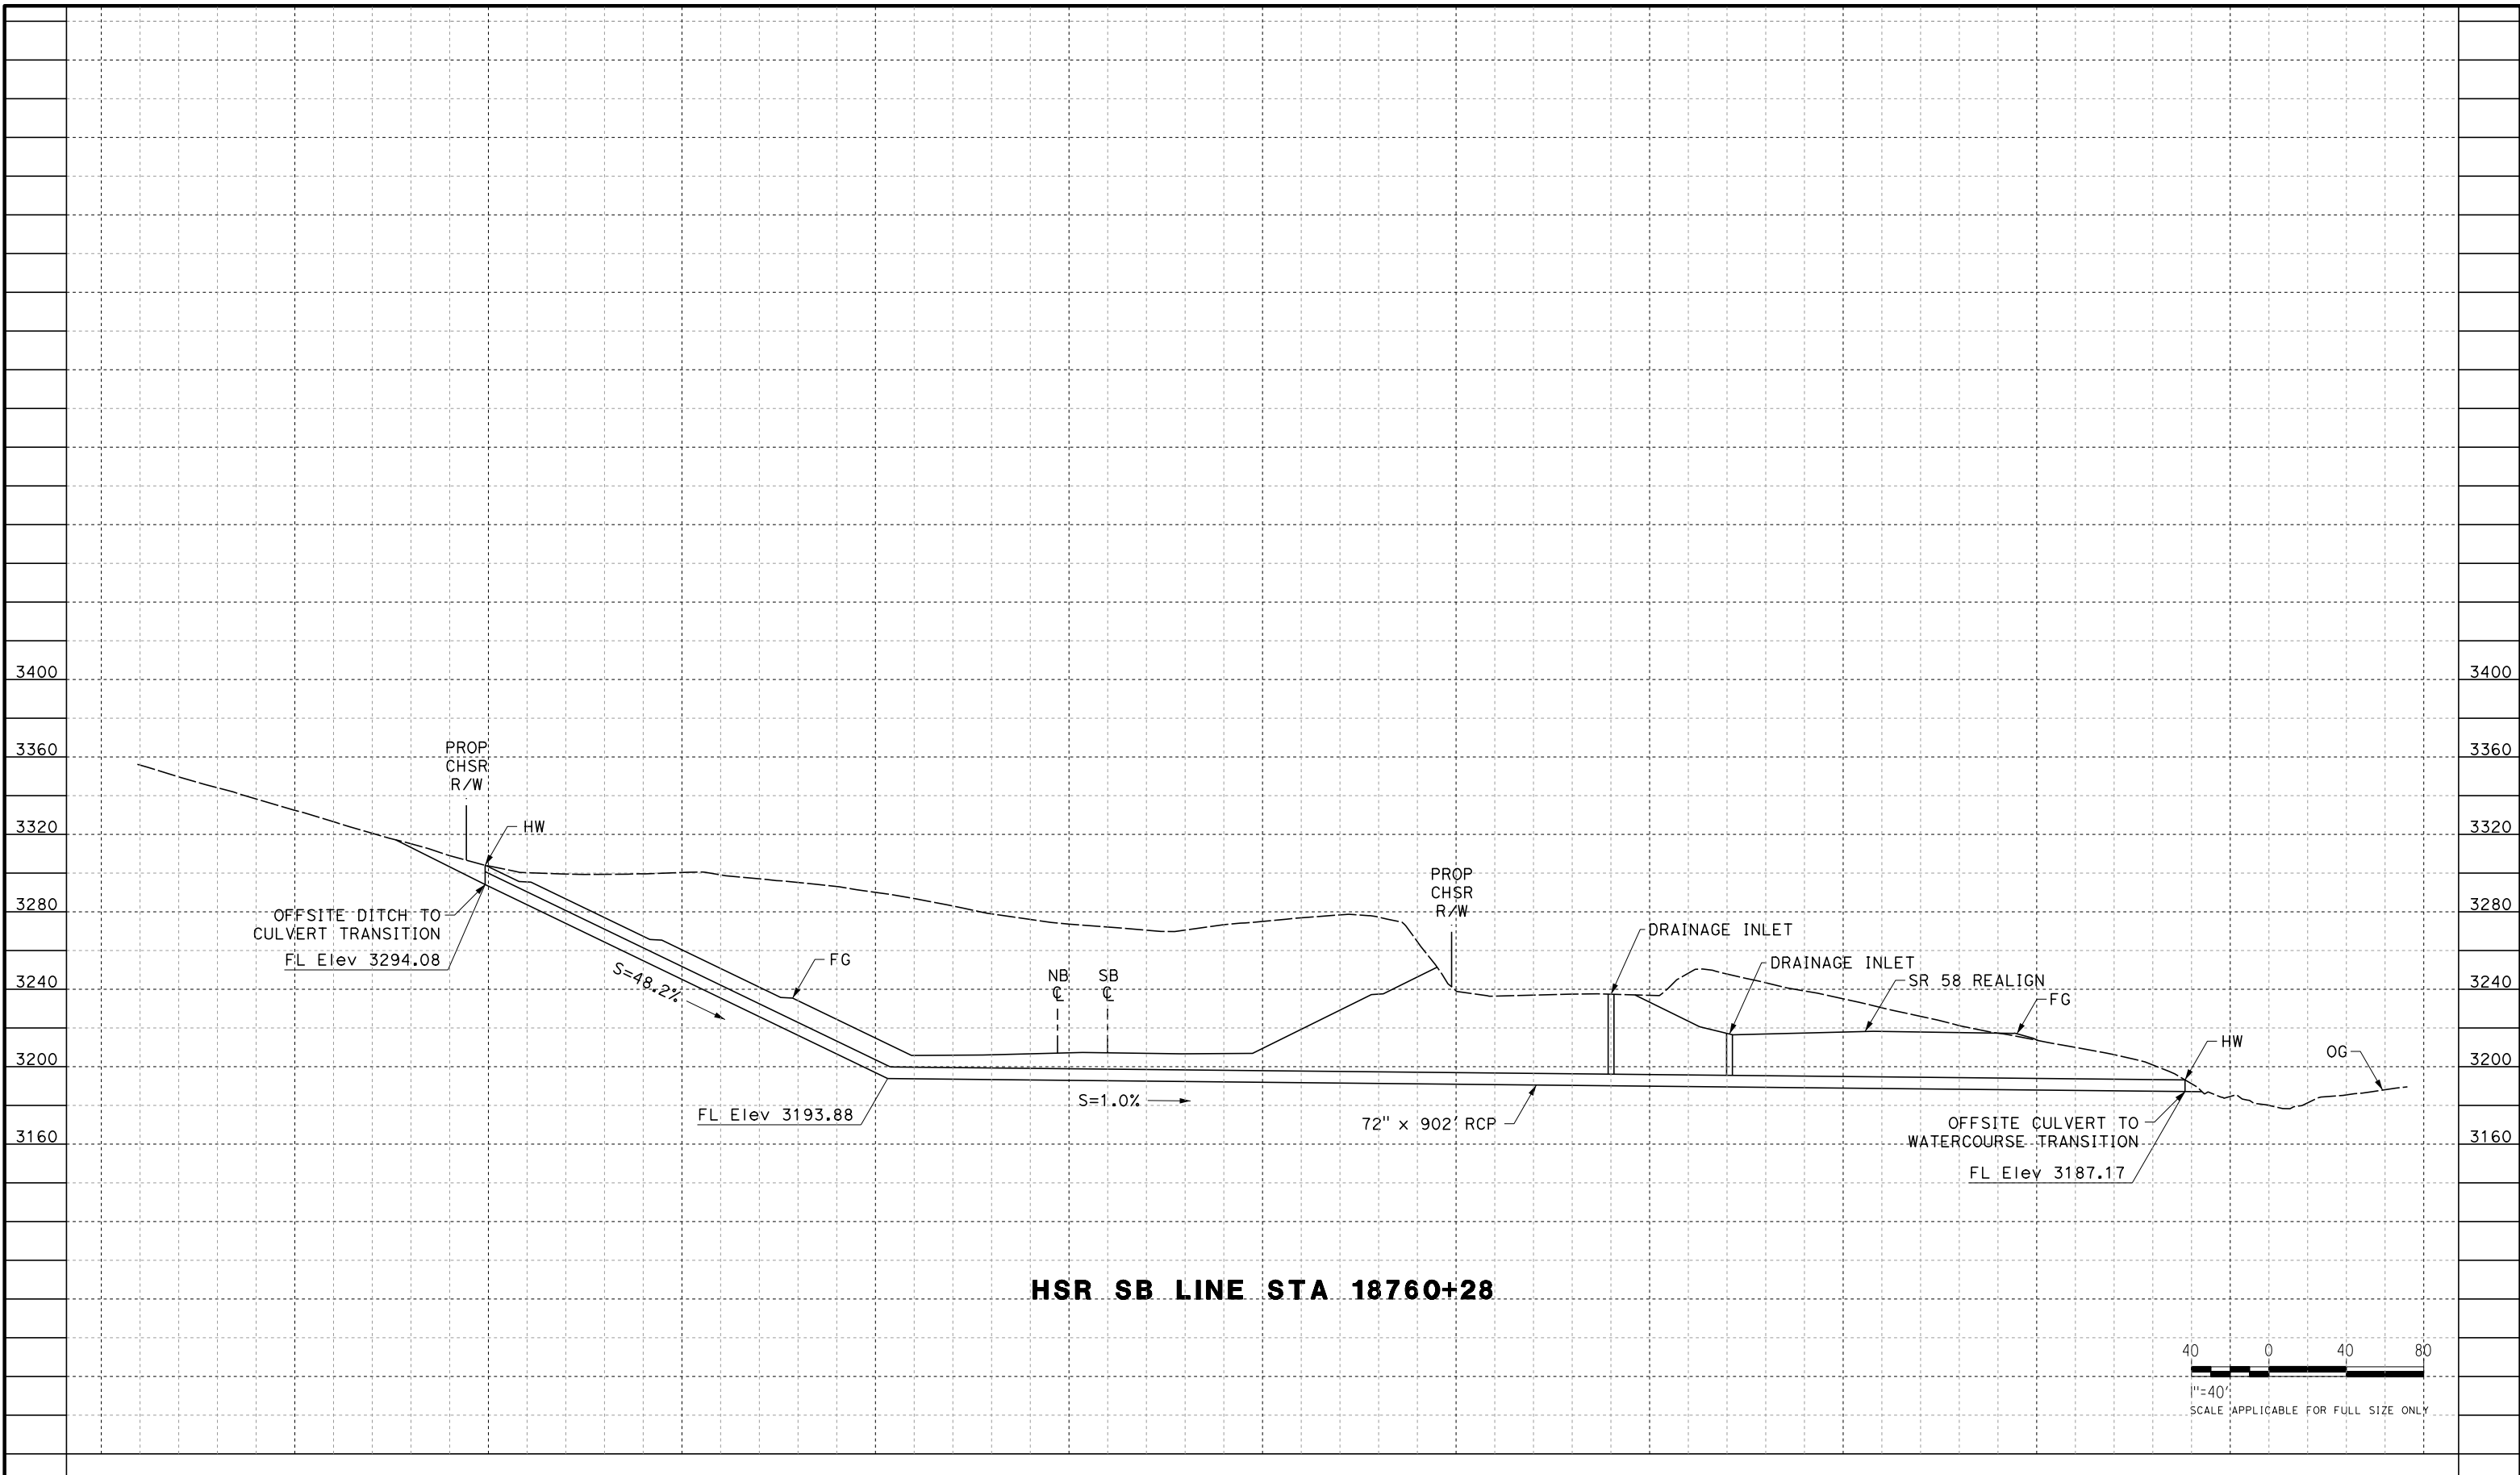 3400
3400
3360
3360
3320
3320
3280
3280
3240
3240
3200
3200
3160
3160
PROP
CHSR
R/W
HW
OFFSITE DITCH TO
CULVERT TRANSITION
FL Elev 3294.08
S=48.2%
FG
NB
℄
SB
℄
PROP
CHSR
R/W
DRAINAGE INLET
DRAINAGE INLET
SR 58 REALIGN
FG
HW
OG
FL Elev 3193.88
S=1.0%
72" x 902' RCP
OFFSITE CULVERT TO
WATERCOURSE TRANSITION
FL Elev 3187.17
HSR SB LINE STA 18760+28
40 0 40 80
1"=40'
SCALE APPLICABLE FOR FULL SIZE ONLY